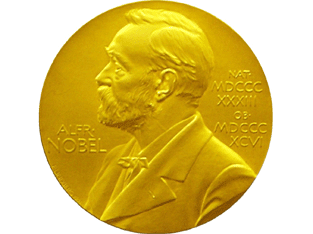 ALFR·
NOBEL
NAT·
MDCCC
XXXIII
OB·
MDCCC
XCVI